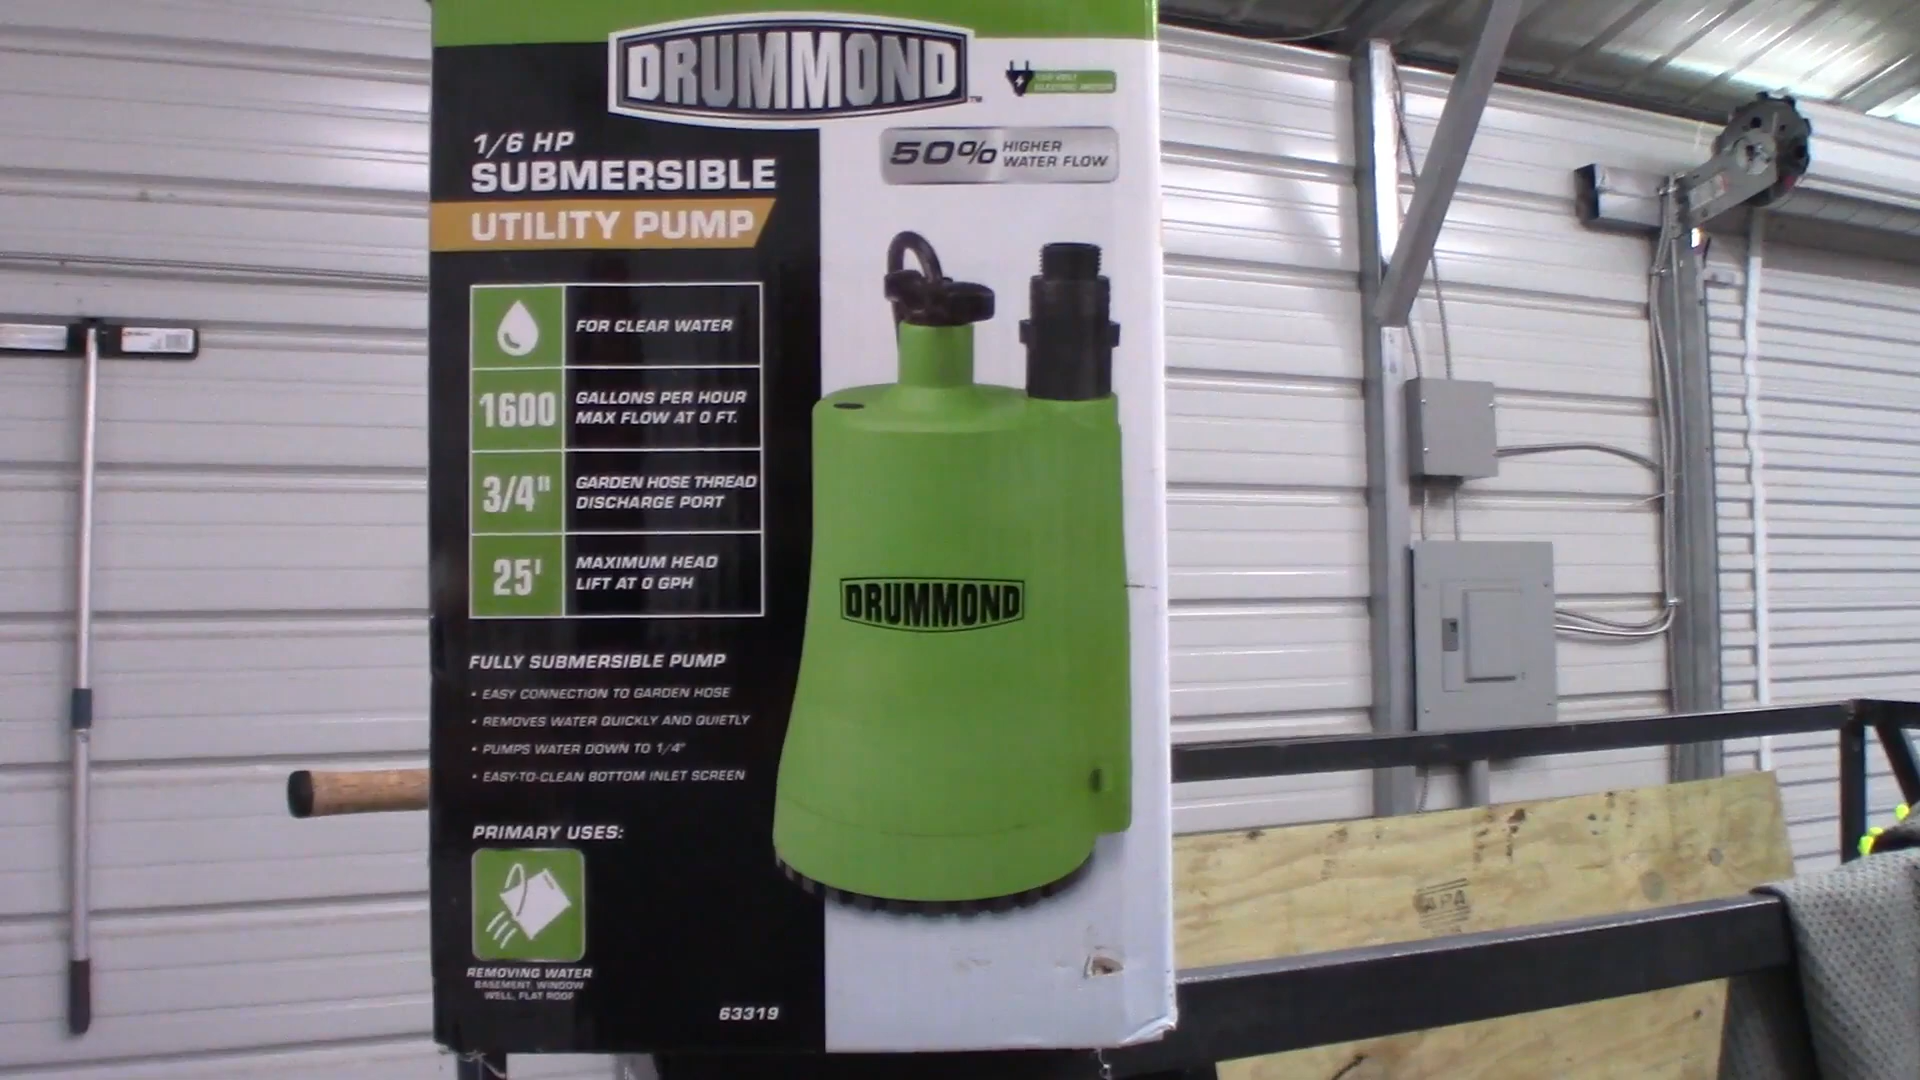 DRUMMOND
™
1/6 HP
SUBMERSIBLE
UTILITY PUMP
50% HIGHER
WATER FLOW
FOR CLEAR WATER
1600
GALLONS PER HOUR
MAX FLOW AT 0 FT.
3/4"
GARDEN HOSE THREAD
DISCHARGE PORT
25'
MAXIMUM HEAD
LIFT AT 0 GPH
DRUMMOND
FULLY SUBMERSIBLE PUMP
• EASY CONNECTION TO GARDEN HOSE
• REMOVES WATER QUICKLY AND QUIETLY
• PUMPS WATER DOWN TO 1/4"
• EASY-TO-CLEAN BOTTOM INLET SCREEN
PRIMARY USES:
REMOVING WATER
BASEMENT, WINDOW
WELL, FLAT ROOF
63319
APA